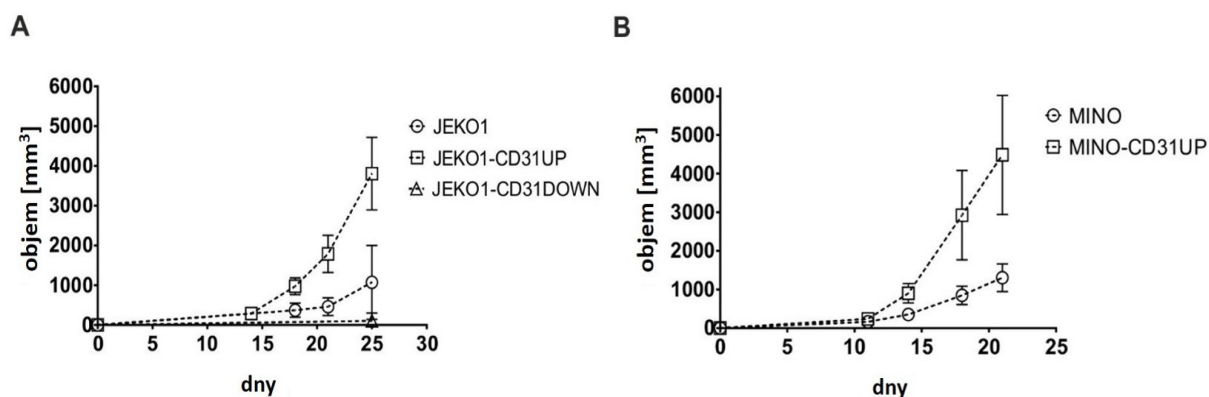 A
objem [mm³]
6000
5000
4000
3000
2000
1000
0
0 5 10 15 20 25 30
dny
JEKO1
JEKO1-CD31UP
JEKO1-CD31DOWN
B
objem [mm³]
6000
5000
4000
3000
2000
1000
0
0 5 10 15 20 25
dny
MINO
MINO-CD31UP